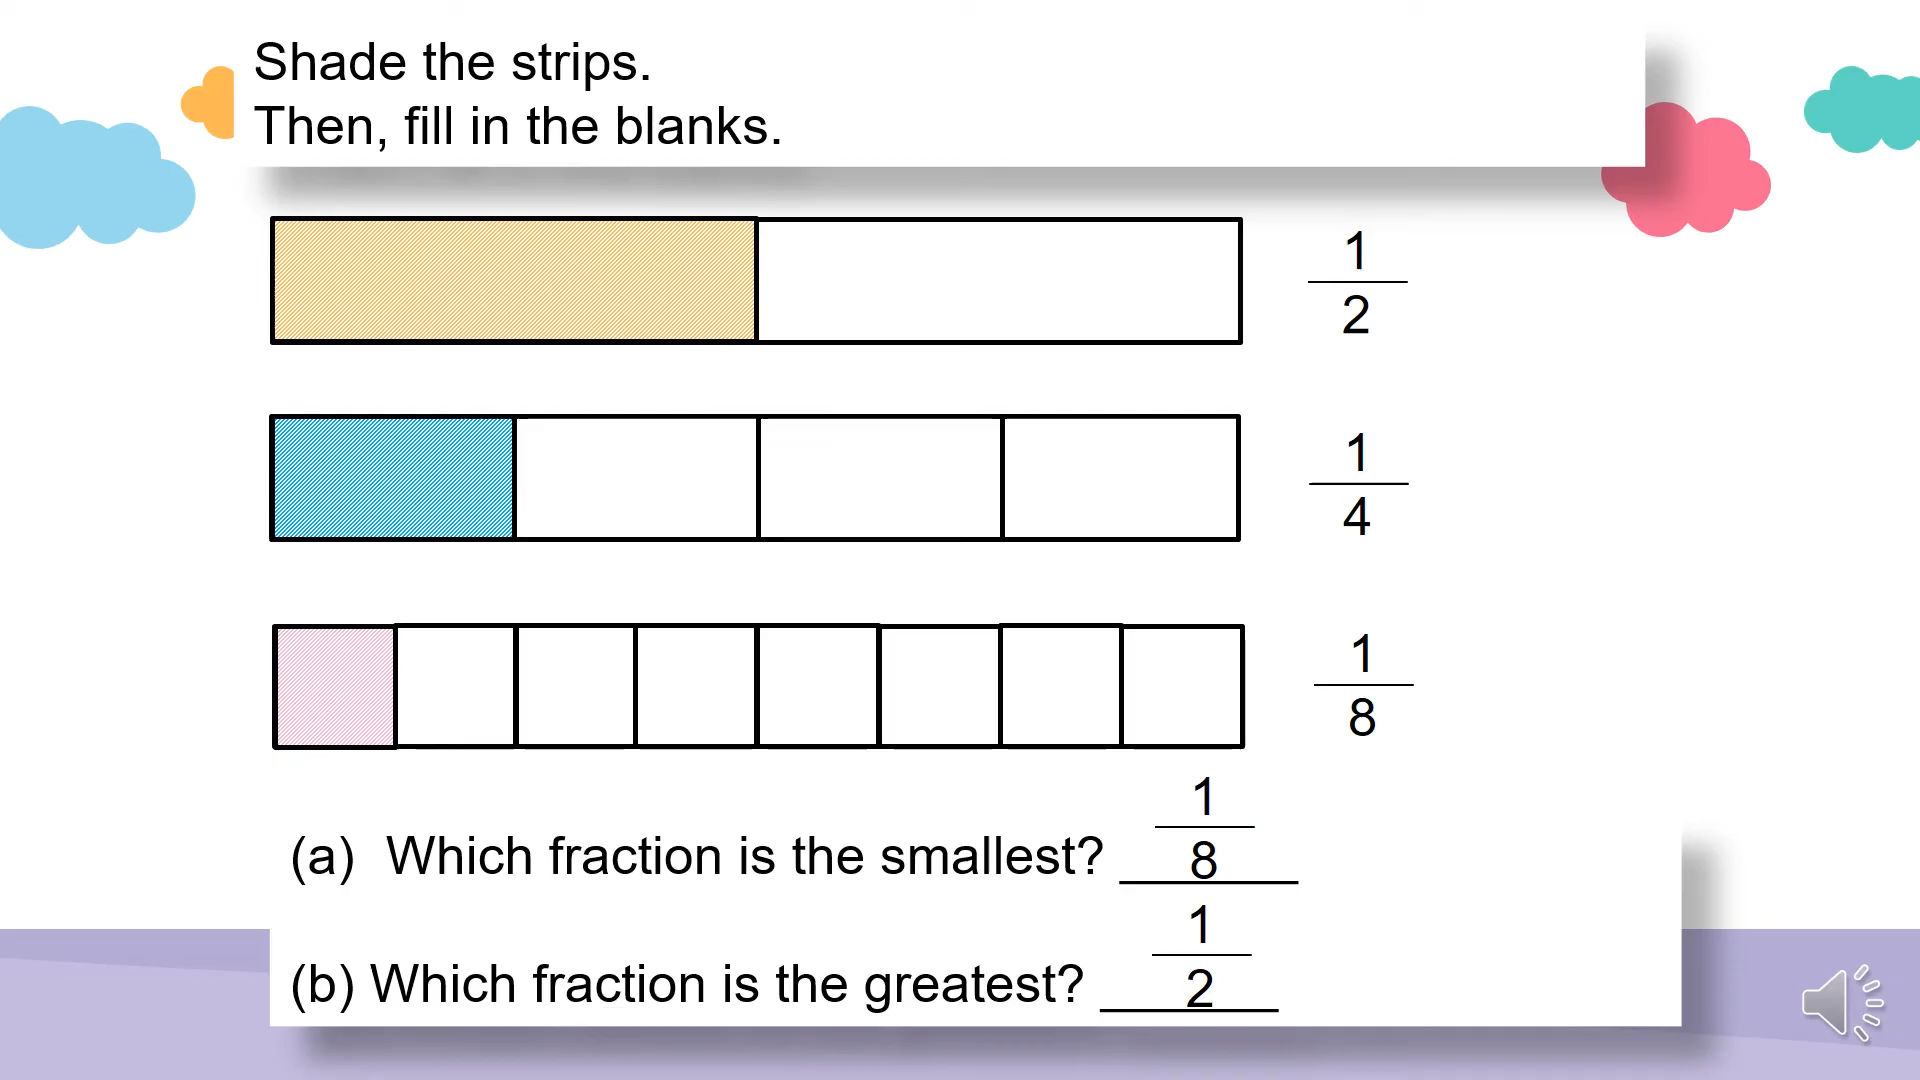 Shade the strips.
Then, fill in the blanks.
1
2
1
4
1
8
1
(a) Which fraction is the smallest? 8
1
(b) Which fraction is the greatest? 2